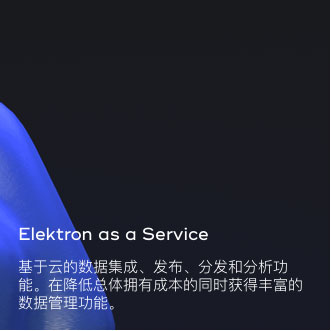 Elektron as a Service
基于云的数据集成、发布、分发和分析功
能。在降低总体拥有成本的同时获得丰富的
数据管理功能。